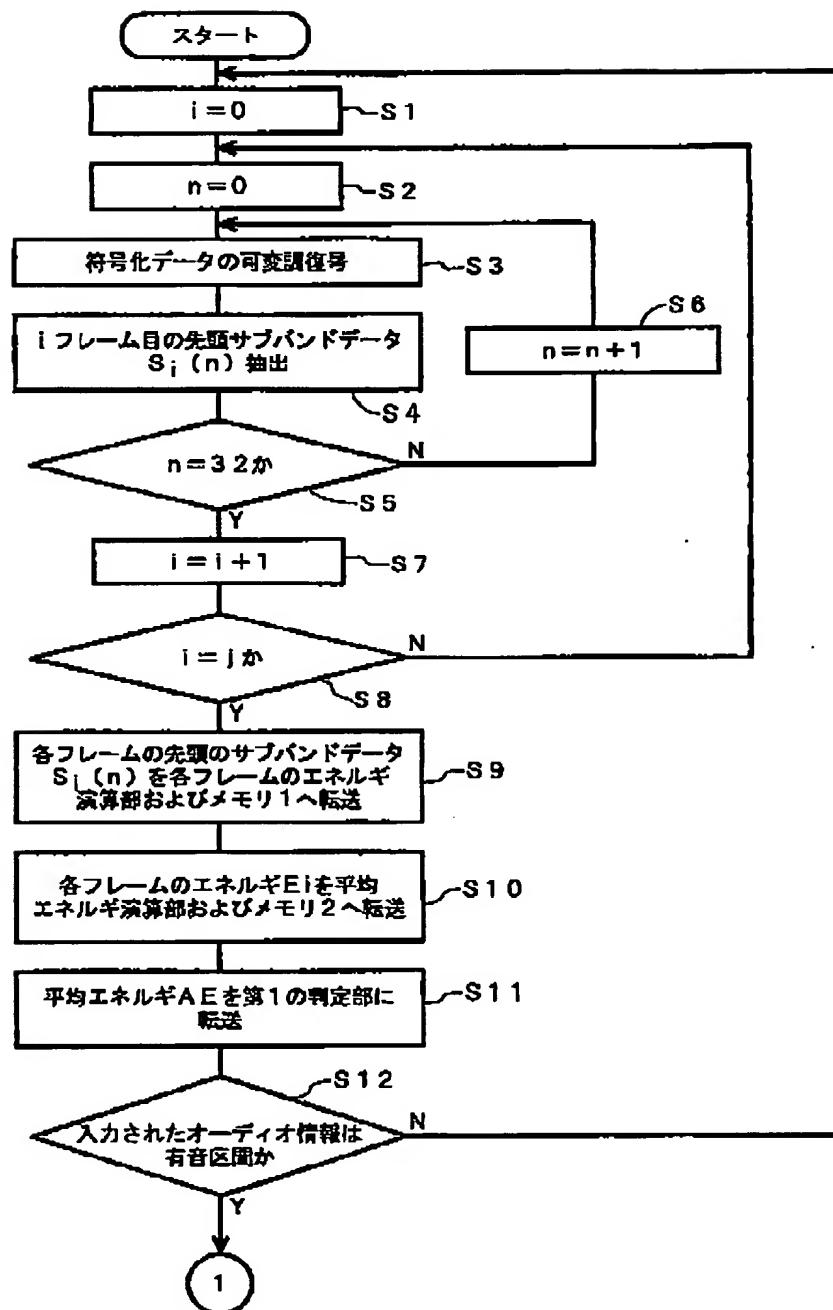 スタート
i=0
S1
n=0
S2
符号化データの可変調復号
S3
S6
iフレーム目の先頭サブバンドデータ
Si(n)抽出
n=n+1
S4
n=32か
N
S5
Y
i=i+1
S7
i=jか
N
S8
Y
各フレームの先頭のサブバンドデータ
Si(n)を各フレームのエネルギ
演算部およびメモリ1へ転送
S9
各フレームのエネルギEiを平均
エネルギ演算部およびメモリ2へ転送
S10
平均エネルギAEを第1の判定部に
転送
S11
S12
入力されたオーディオ情報は
有音区間か
N
Y
1